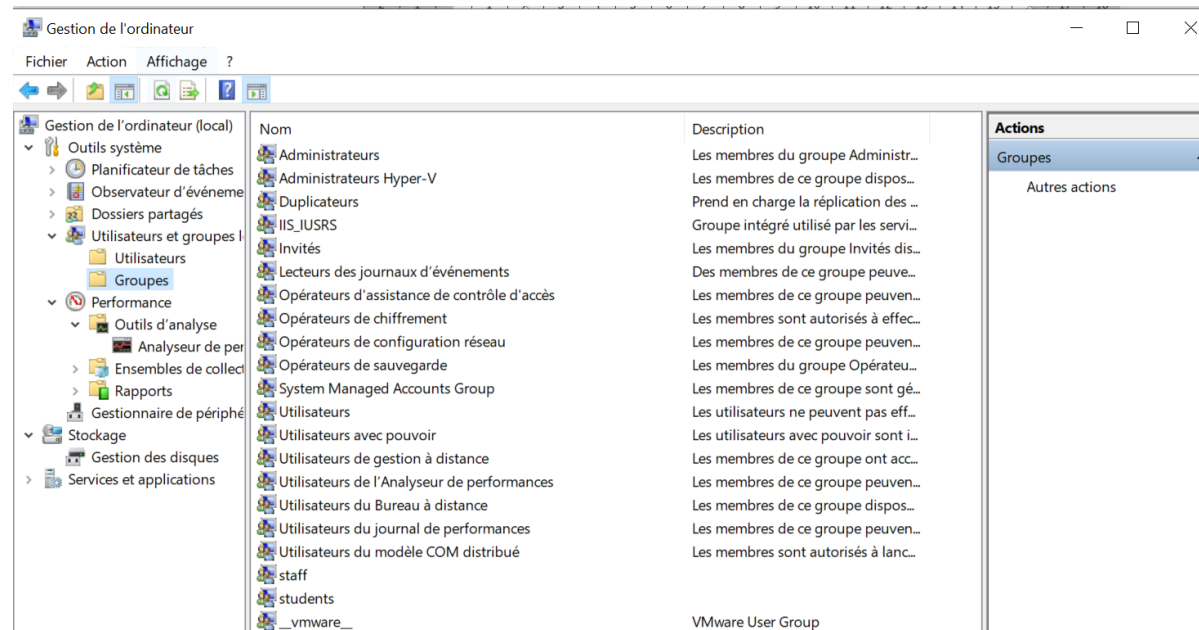 Gestion de l'ordinateur
Fichier Action Affichage ?
Gestion de l'ordinateur (local)
Outils système
Planificateur de tâches
Observateur d'événeme
Dossiers partagés
Utilisateurs et groupes l
Utilisateurs
Groupes
Performance
Outils d'analyse
Analyseur de per
Ensembles de collect
Rapports
Gestionnaire de périphé
Stockage
Gestion des disques
Services et applications
Nom Description
Administrateurs Les membres du groupe Administr...
Administrateurs Hyper-V Les membres de ce groupe dispos...
Duplicateurs Prend en charge la réplication des ...
IIS_IUSRS Groupe intégré utilisé par les servi...
Invités Les membres du groupe Invités dis...
Lecteurs des journaux d'événements Des membres de ce groupe peuve...
Opérateurs d'assistance de contrôle d'accès Les membres de ce groupe peuven...
Opérateurs de chiffrement Les membres sont autorisés à effec...
Opérateurs de configuration réseau Les membres de ce groupe peuven...
Opérateurs de sauvegarde Les membres du groupe Opérateu...
System Managed Accounts Group Les membres de ce groupe sont gé...
Utilisateurs Les utilisateurs ne peuvent pas eff...
Utilisateurs avec pouvoir Les utilisateurs avec pouvoir sont i...
Utilisateurs de gestion à distance Les membres de ce groupe ont acc...
Utilisateurs de l'Analyseur de performances Les membres de ce groupe peuven...
Utilisateurs du Bureau à distance Les membres de ce groupe dispos...
Utilisateurs du journal de performances Les membres de ce groupe peuven...
Utilisateurs du modèle COM distribué Les membres sont autorisés à lanc...
staff
students
__vmware__ VMware User Group
Actions
Groupes
Autres actions